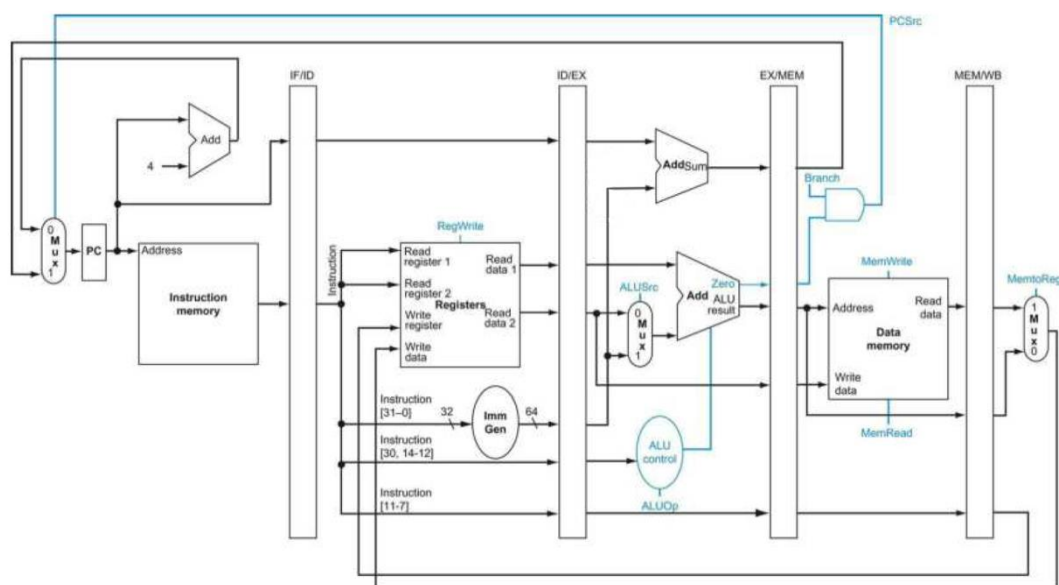 PCSrc
IF/ID
ID/EX
EX/MEM
MEM/WB
Add
4
Add Sum
Branch
0
M
u
x
1
PC
Address
Instruction
memory
Instruction
RegWrite
Read
register 1
Read
register 2
Write
register
Write
data
Registers
Read
data 1
Read
data 2
ALUSrc
0
M
u
x
1
Zero
Add
ALU
result
MemWrite
Address
Read
data
Data
memory
Write
data
MemRead
MemtoReg
1
M
u
x
0
Instruction
[31–0]
32
Imm
Gen
64
Instruction
[30, 14-12]
ALU
control
Instruction
[11-7]
ALUOp